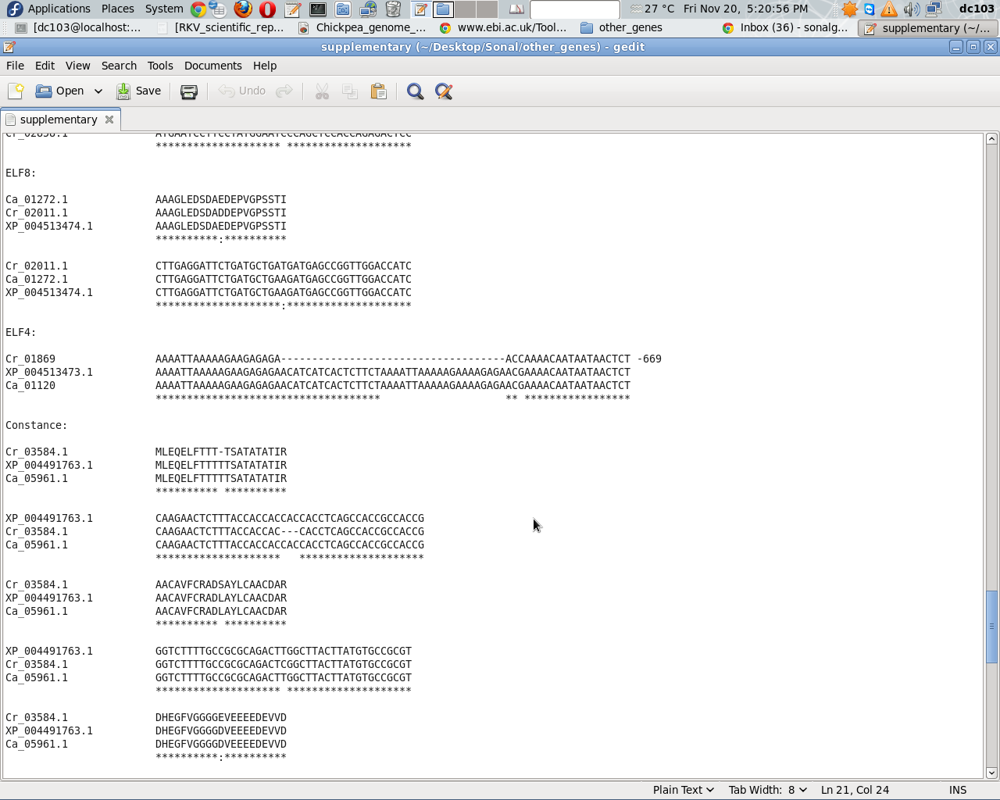 Applications Places System 27 °C Fri Nov 20, 5:20:56 PM dc103
[dc103@localhost:... [RKV_scientific_rep... Chickpea_genome_... www.ebi.ac.uk/Tool... other_genes Inbox (36) - sonalg... supplementary (~/...
supplementary (~/Desktop/Sonal/other_genes) - gedit
File Edit View Search Tools Documents Help
Open Save Undo
supplementary
******************** ********************
ELF8:
Ca_01272.1 AAAGLEDSDAEDEPVGPSSTI
Cr_02011.1 AAAGLEDSDADDEPVGPSSTI
XP_004513474.1 AAAGLEDSDAEDEPVGPSSTI
**********:**********
Cr_02011.1 CTTGAGGATTCTGATGCTGATGATGAGCCGGTTGGACCATC
Ca_01272.1 CTTGAGGATTCTGATGCTGAAGATGAGCCGGTTGGACCATC
XP_004513474.1 CTTGAGGATTCTGATGCTGAAGATGAGCCGGTTGGACCATC
********************:********************
ELF4:
Cr_01869 AAAATTAAAAAGAAGAGAGA------------------------------------ACCAAAACAATAATAACTCT -669
XP_004513473.1 AAAATTAAAAAGAAGAGAGAACATCATCACTCTTCTAAAATTAAAAAGAAAAGAGAACGAAAACAATAATAACTCT
Ca_01120 AAAATTAAAAAGAAGAGAGAACATCATCACTCTTCTAAAATTAAAAAGAAAAGAGAACGAAAACAATAATAACTCT
************************************ ** *****************
Constance:
Cr_03584.1 MLEQELFTTT-TSATATATIR
XP_004491763.1 MLEQELFTTTTTSATATATIR
Ca_05961.1 MLEQELFTTTTTSATATATIR
********** **********
XP_004491763.1 CAAGAACTCTTTACCACCACCACCACCTCAGCCACCGCCACCG
Cr_03584.1 CAAGAACTCTTTACCACCAC---CACCTCAGCCACCGCCACCG
Ca_05961.1 CAAGAACTCTTTACCACCACCACCACCTCAGCCACCGCCACCG
******************** ********************
Cr_03584.1 AACAVFCRADSAYLCAACDAR
XP_004491763.1 AACAVFCRADLAYLCAACDAR
Ca_05961.1 AACAVFCRADLAYLCAACDAR
********** **********
XP_004491763.1 GGTCTTTTGCCGCGCAGACTTGGCTTACTTATGTGCCGCGT
Cr_03584.1 GGTCTTTTGCCGCGCAGACTCGGCTTACTTATGTGCCGCGT
Ca_05961.1 GGTCTTTTGCCGCGCAGACTTGGCTTACTTATGTGCCGCGT
******************** ********************
Cr_03584.1 DHEGFVGGGGEVEEEEDEVVD
XP_004491763.1 DHEGFVGGGGDVEEEEDEVVD
Ca_05961.1 DHEGFVGGGGDVEEEEDEVVD
**********:**********
Plain Text Tab Width: 8 Ln 21, Col 24 INS